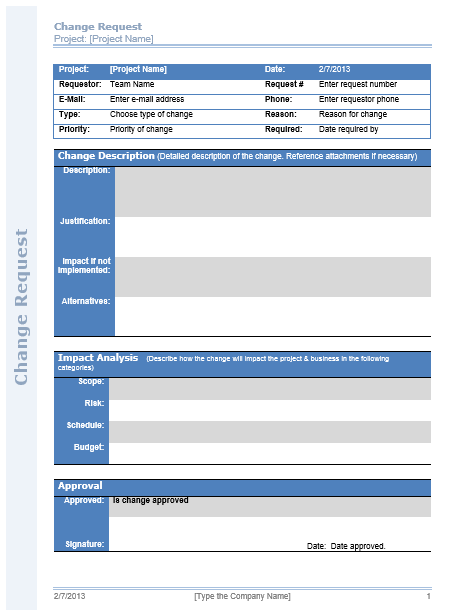 Change Request
Project: [Project Name]
Project: [Project Name] Date: 2/7/2013
Requestor: Team Name Request # Enter request number
E-Mail: Enter e-mail address Phone: Enter requestor phone
Type: Choose type of change Reason: Reason for change
Priority: Priority of change Required: Date required by
Change Description (Detailed description of the change. Reference attachments if necessary)
Description:
Justification:
Impact if not
Implemented:
Alternatives:
Change Request
Impact Analysis (Describe how the change will impact the project & business in the following
categories)
Scope:
Risk:
Schedule:
Budget:
Approval
Approved: Is change approved
Signature: Date: Date approved.
2/7/2013 [Type the Company Name] 1